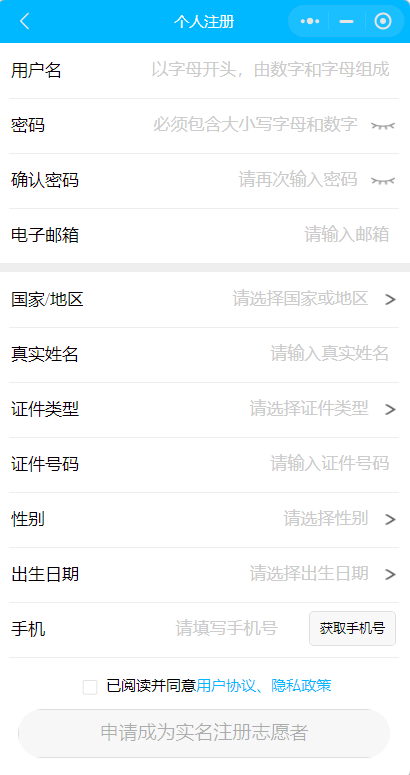 个人注册
用户名 以字母开头，由数字和字母组成
密码 必须包含大小写字母和数字
确认密码 请再次输入密码
电子邮箱 请输入邮箱
国家/地区 请选择国家或地区
真实姓名 请输入真实姓名
证件类型 请选择证件类型
证件号码 请输入证件号码
性别 请选择性别
出生日期 请选择出生日期
手机 请填写手机号 获取手机号
已阅读并同意用户协议、隐私政策
申请成为实名注册志愿者